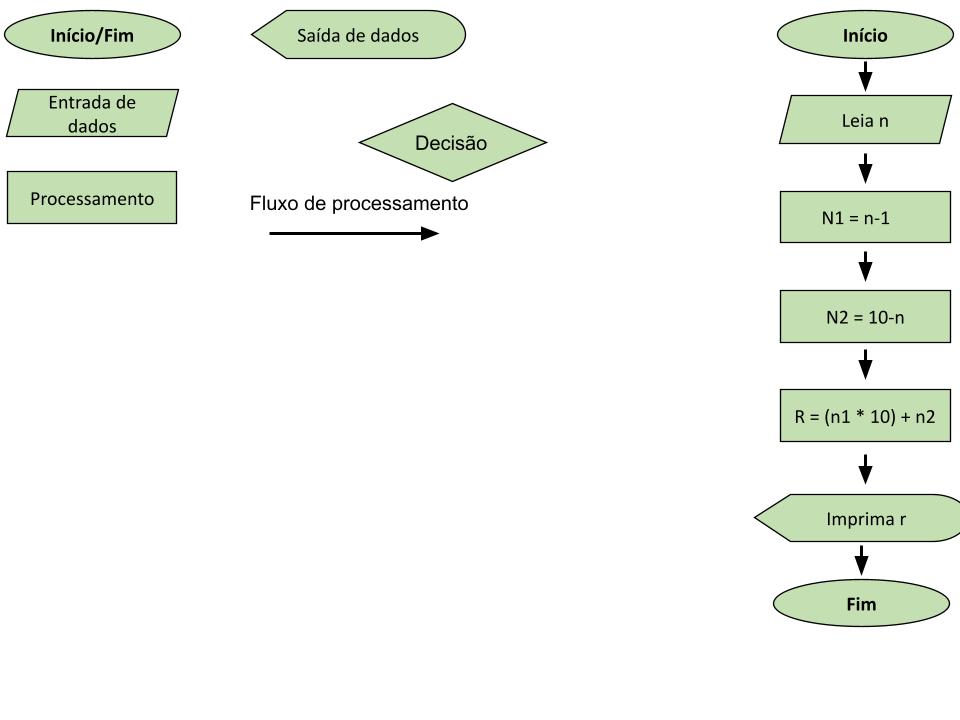 Início/Fim
Saída de dados
Entrada de
dados
Decisão
Processamento
Fluxo de processamento
Início
Leia n
N1 = n-1
N2 = 10-n
R = (n1 * 10) + n2
Imprima r
Fim